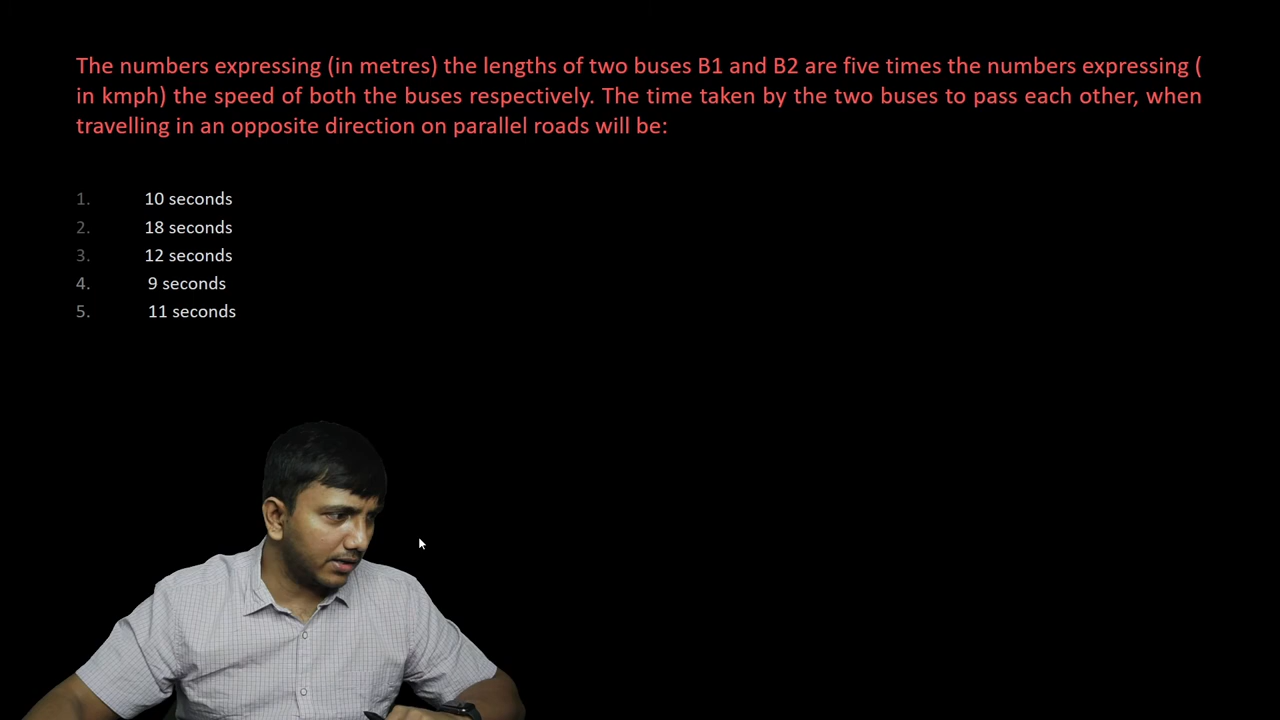 The numbers expressing (in metres) the lengths of two buses B1 and B2 are five times the numbers expressing (
in kmph) the speed of both the buses respectively. The time taken by the two buses to pass each other, when
travelling in an opposite direction on parallel roads will be:
1. 10 seconds
2. 18 seconds
3. 12 seconds
4. 9 seconds
5. 11 seconds